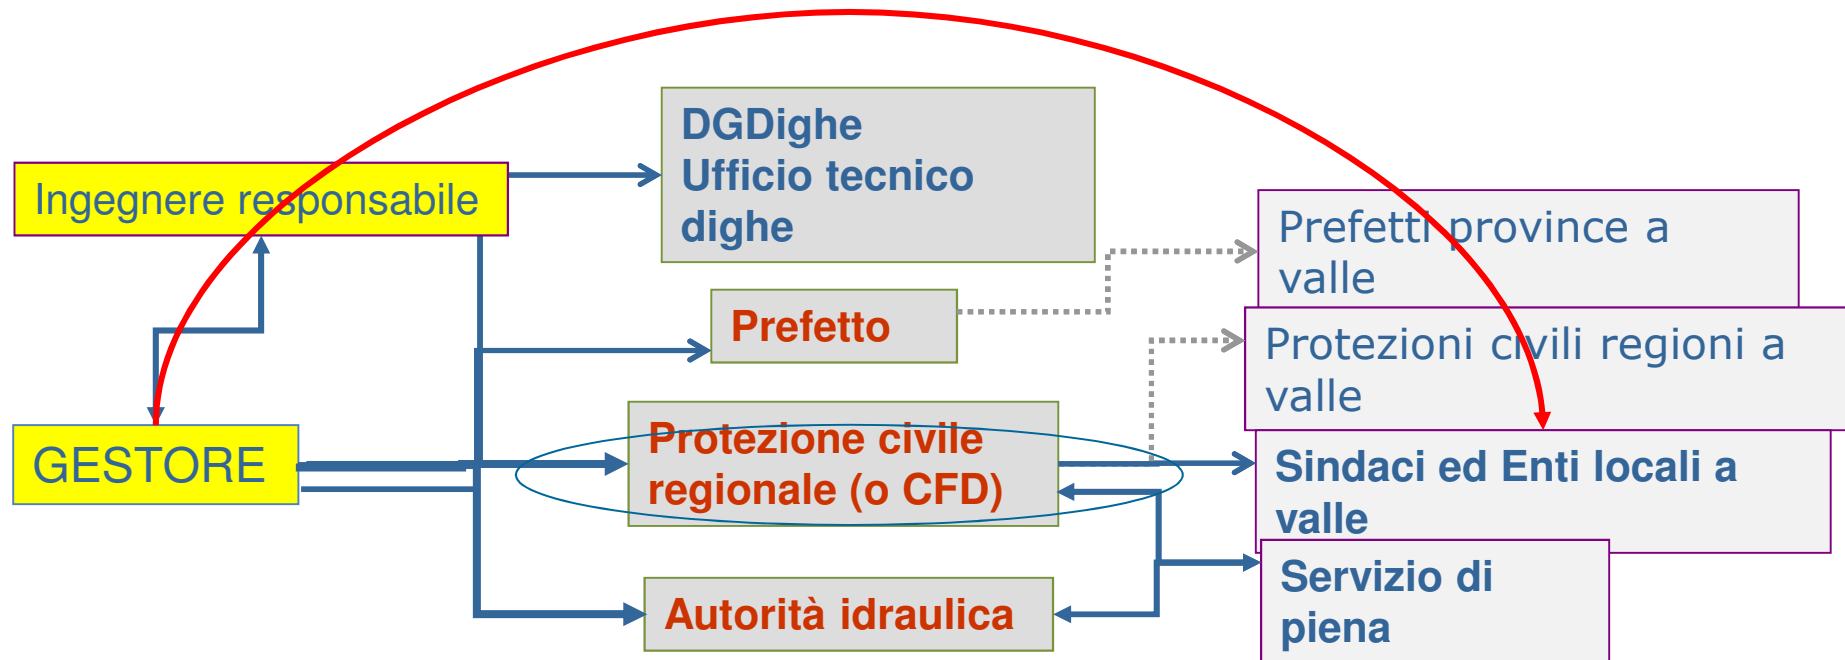 DGDighe
Ufficio tecnico
dighe
Ingegnere responsabile
Prefetti province a
valle
Prefetto
Protezioni civili regioni a
valle
GESTORE
Protezione civile
regionale (o CFD)
Sindaci ed Enti locali a
valle
Servizio di
piena
Autorità idraulica